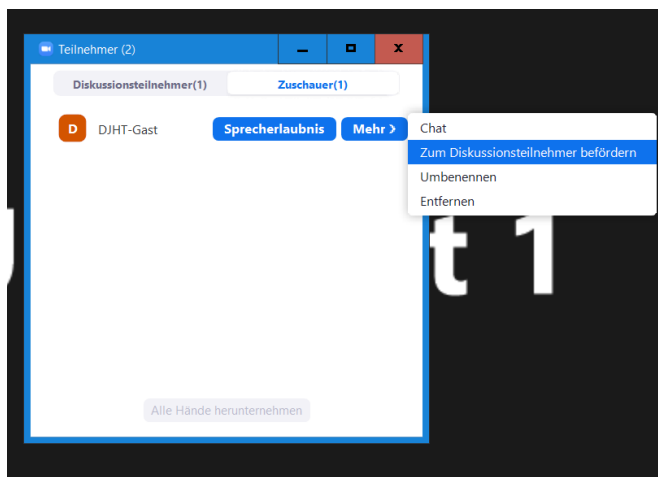 Teilnehmer (2)
Diskussionsteilnehmer(1) Zuschauer(1)
D DJHT-Gast Sprecherlaubnis Mehr >
Chat
Zum Diskussionsteilnehmer befördern
Umbenennen
Entfernen
t 1
Alle Hände herunternehmen